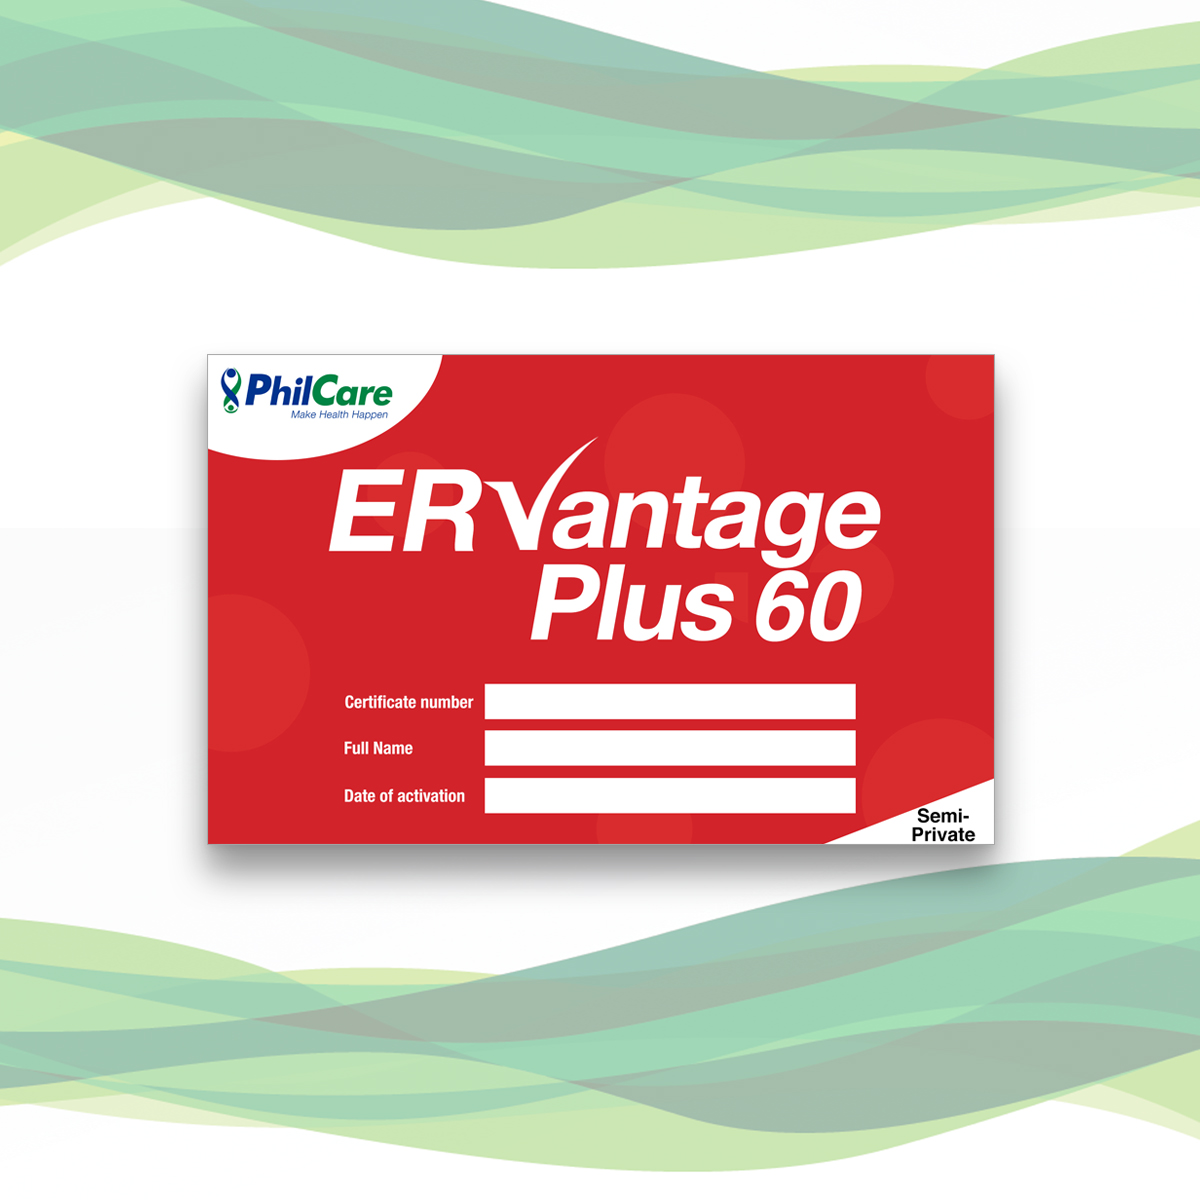 PhilCare
Make Health Happen
ERVantage
Plus 60
Certificate number
Full Name
Date of activation
Semi-
Private